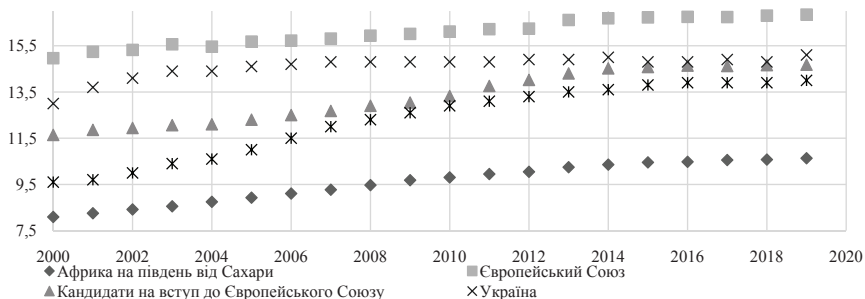 15,5
13,5
11,5
9,5
7,5
2000 2002 2004 2006 2008 2010 2012 2014 2016 2018 2020
Африка на південь від Сахари Європейський Союз
Кандидати на вступ до Європейського Союзу Україна